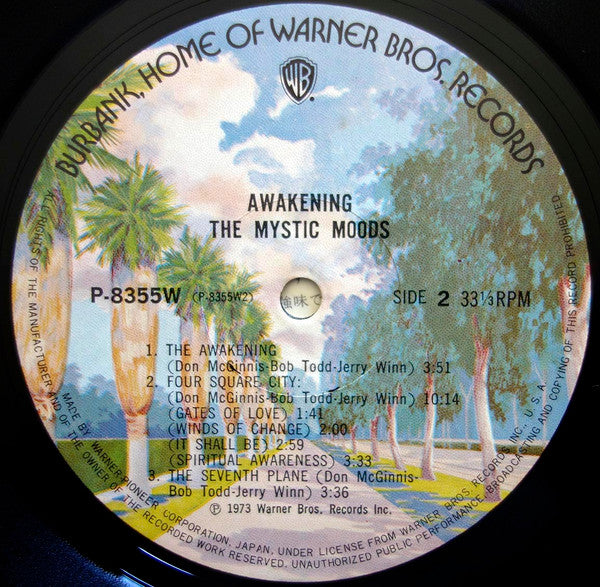 BURBANK, HOME OF WARNER BROS. RECORDS
WB
AWAKENING
THE MYSTIC MOODS
P-8355W (P-8355W2)
強味で
SIDE 2 33 1/3 RPM
1. THE AWAKENING
(Don McGinnis-Bob Todd-Jerry Winn) 3:51
2. FOUR SQUARE CITY:
(Don McGinnis-Bob Todd-Jerry Winn) 10:14
(GATES OF LOVE) 1:41
(WINDS OF CHANGE) 2:00
(IT SHALL BE) 2:59
(SPIRITUAL AWARENESS) 3:33
3. THE SEVENTH PLANE (Don McGinnis-
Bob Todd-Jerry Winn) 3:36
Ⓟ 1973 Warner Bros. Records Inc.
MADE BY WARNER-PIONEER CORPORATION, JAPAN, UNDER LICENSE FROM WARNER BROS. RECORDS INC., U.S.A.
ALL RIGHTS OF THE MANUFACTURER AND OF THE OWNER OF THE RECORDED WORK RESERVED. UNAUTHORIZED PUBLIC PERFORMANCE, BROADCASTING AND COPYING OF THIS RECORD PROHIBITED